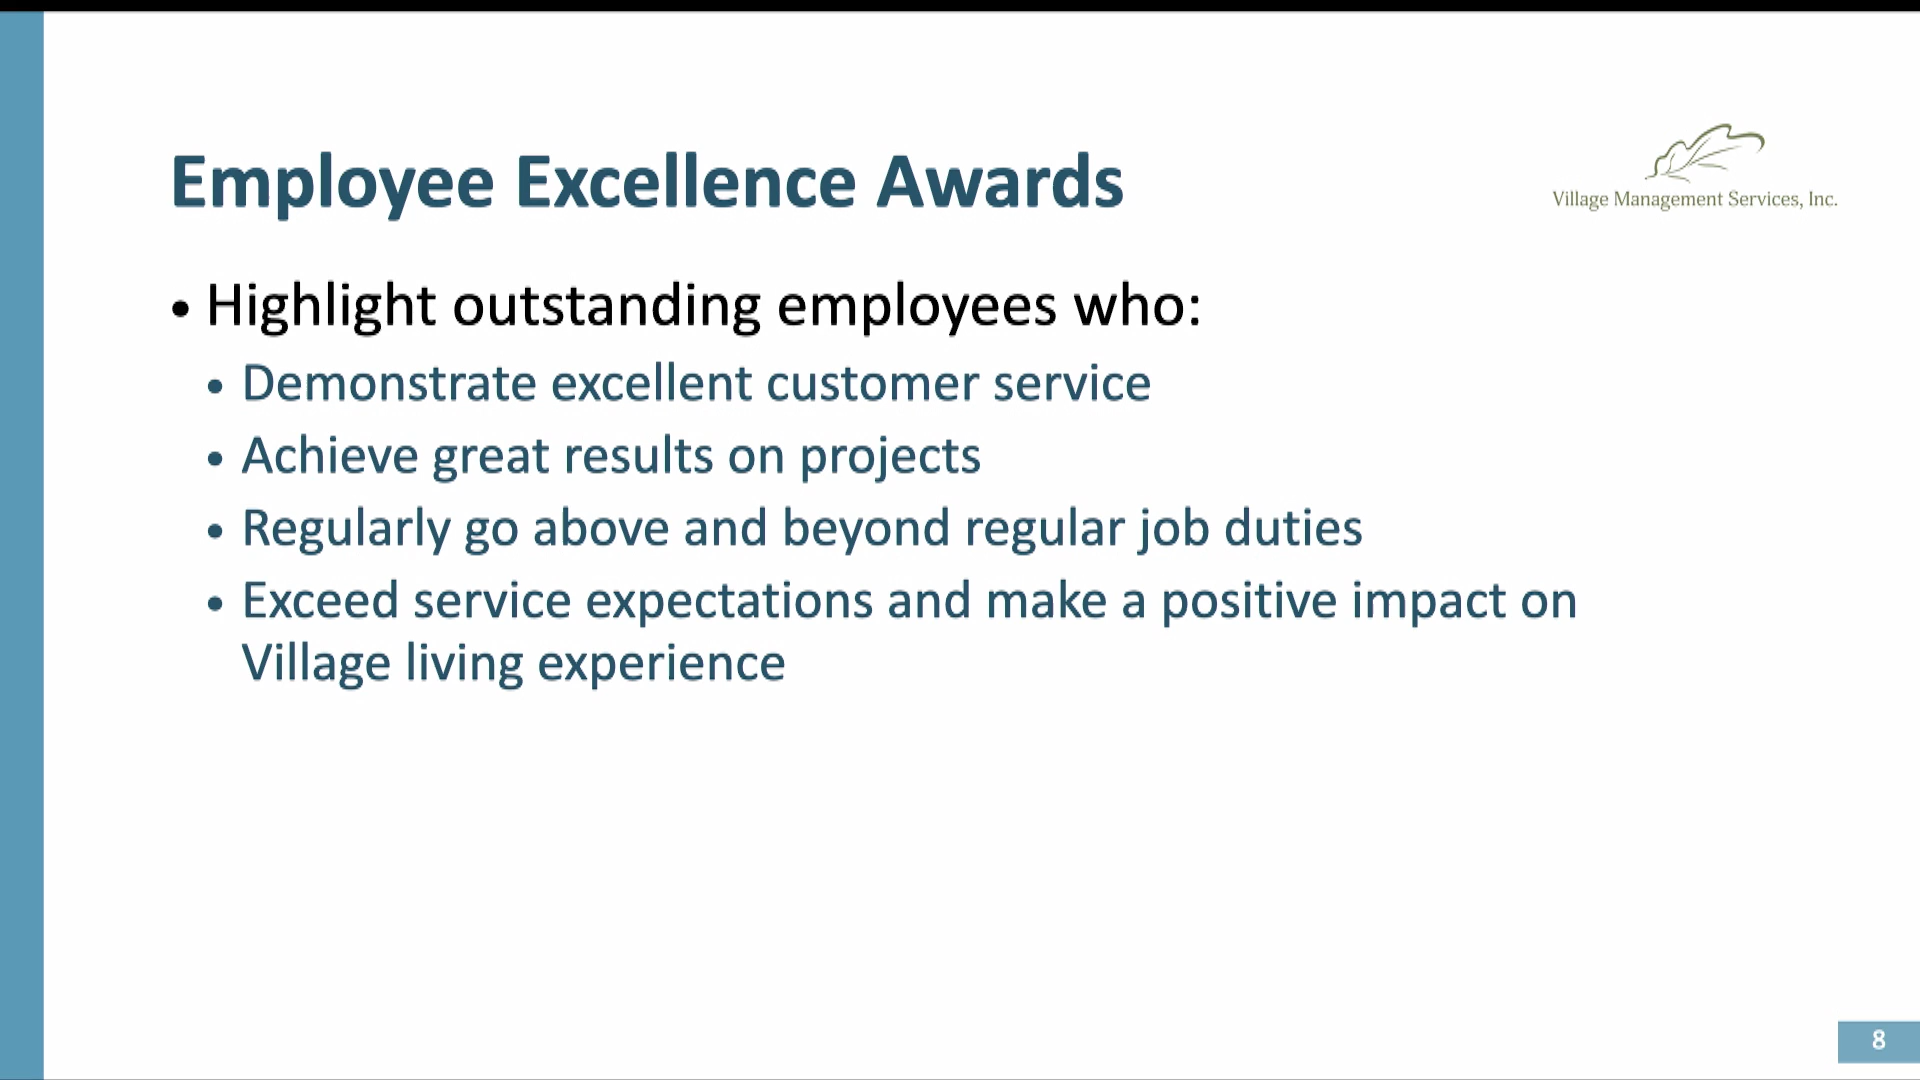 Employee Excellence Awards
Village Management Services, Inc.
• Highlight outstanding employees who:
• Demonstrate excellent customer service
• Achieve great results on projects
• Regularly go above and beyond regular job duties
• Exceed service expectations and make a positive impact on
Village living experience
8